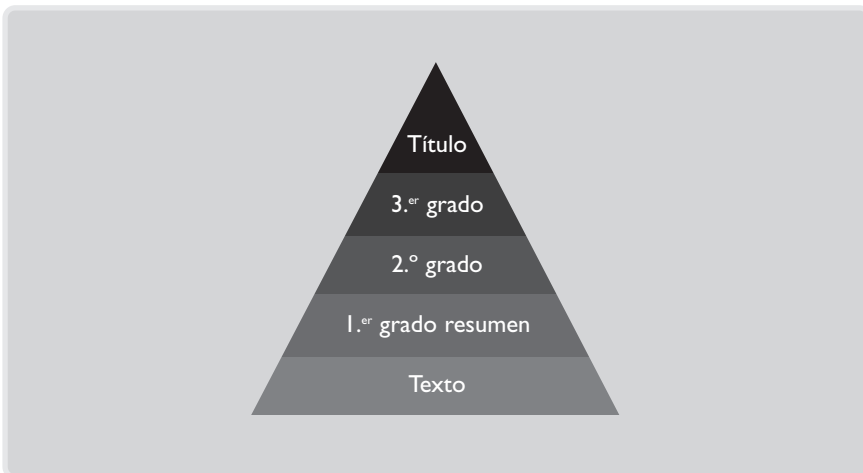 Título
3.er grado
2.º grado
1.er grado resumen
Texto